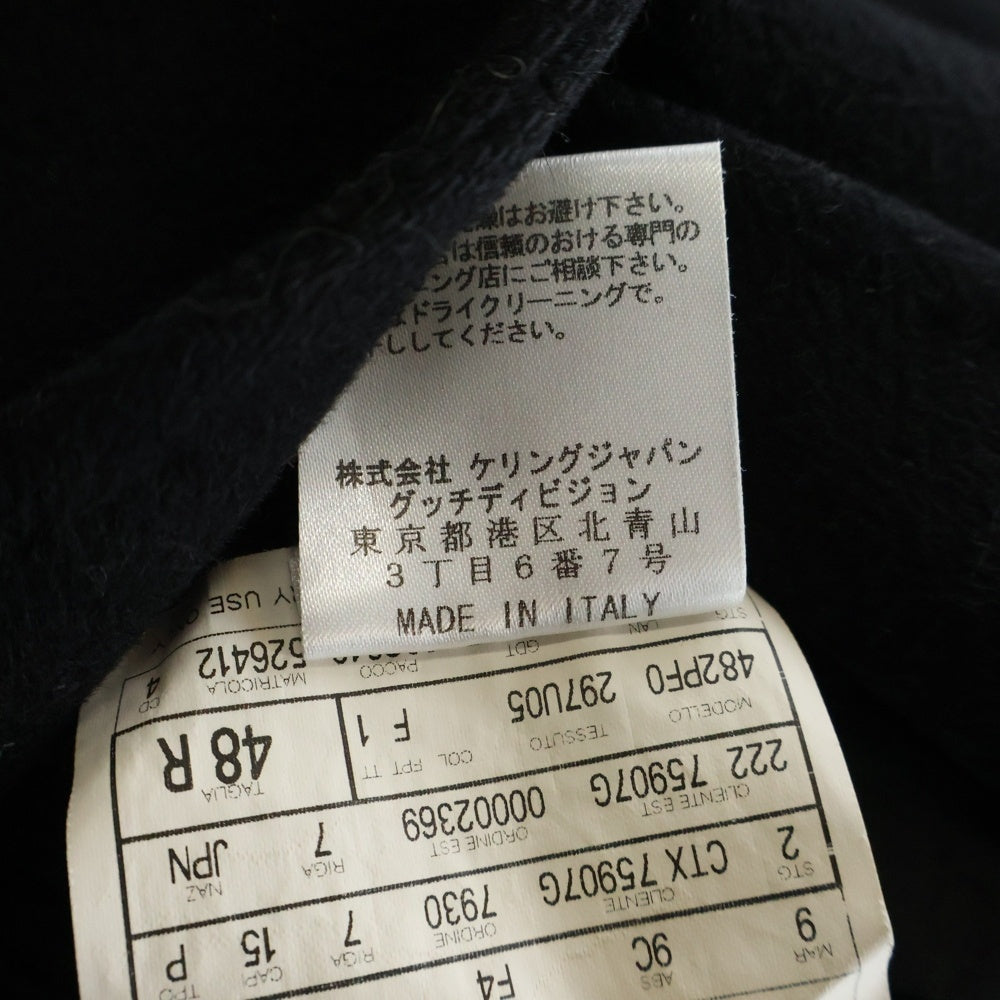 はお避け下さい。
は信頼のおける専門の
ニング店にご相談下さい。
ドライクリーニングで。
ししてください。
株式会社 ケリングジャパン
グッチディビジョン
東京都港区北青山
3丁目6番7号
MADE IN ITALY
MAR ABS
9 9C F4
STG CLIENTE ORDINE RIGA CAPI TPO
2 CTX 75907G 7930 7 15 P
CLIENTE EST ORDINE EST RIGA NAZ
222 75907G 00002369 7 JPN
MODELLO TESSUTO COL FPT TT TAGLIA
482PF0 297U05 F 1 48 R
STG LAN GDT PACCO MATRICOLA CD
526412 4
USE